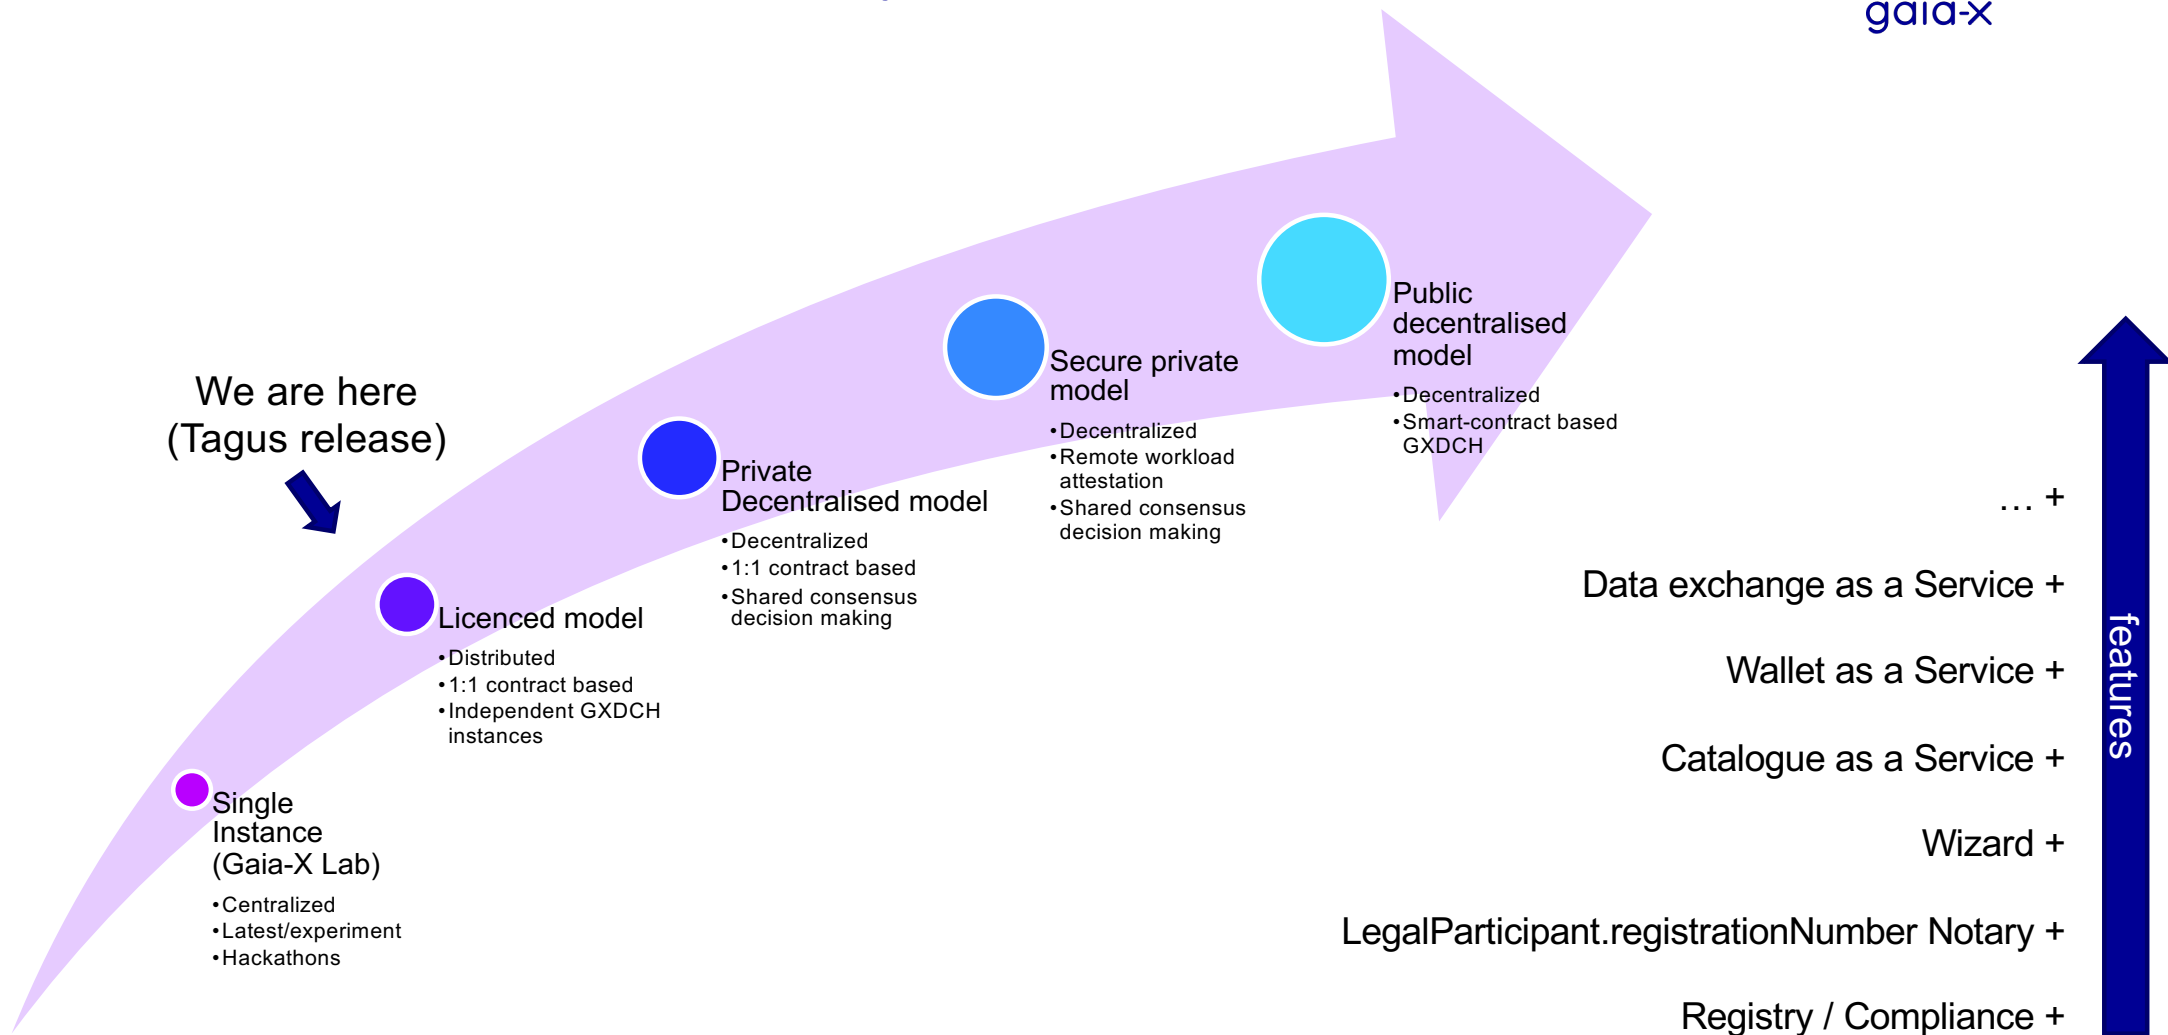 gaia-x
We are here
(Tagus release)
Public
decentralised
model
•Decentralized
•Smart-contract based
GXDCH
Secure private
model
•Decentralized
•Remote workload
attestation
•Shared consensus
decision making
Private
Decentralised model
•Decentralized
•1:1 contract based
•Shared consensus
decision making
Licenced model
•Distributed
•1:1 contract based
•Independent GXDCH
instances
Single
Instance
(Gaia-X Lab)
•Centralized
•Latest/experiment
•Hackathons
... +
Data exchange as a Service +
Wallet as a Service +
Catalogue as a Service +
Wizard +
LegalParticipant.registrationNumber Notary +
Registry / Compliance +
features